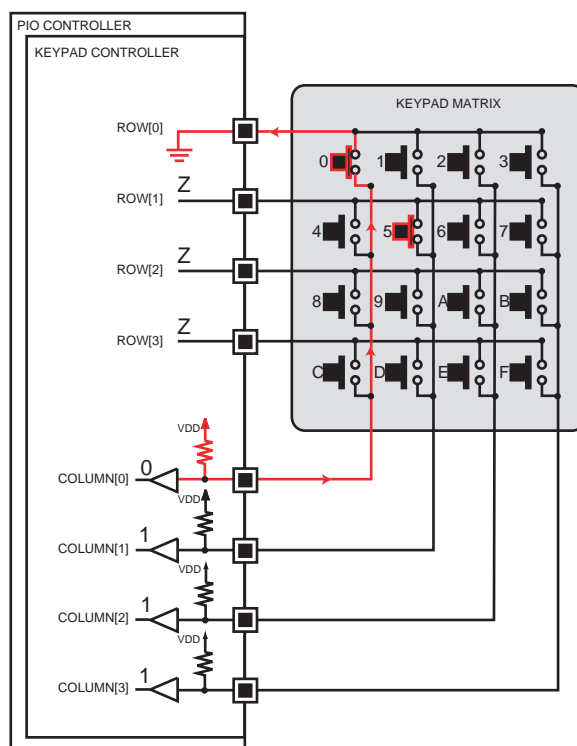 PIO CONTROLLER
KEYPAD CONTROLLER
KEYPAD MATRIX
ROW[0]
0 1 2 3
ROW[1] Z
4 5 6 7
ROW[2] Z
8 9 A B
ROW[3] Z
C D E F
VDD
COLUMN[0] 0
VDD
COLUMN[1] 1
VDD
COLUMN[2] 1
VDD
COLUMN[3] 1